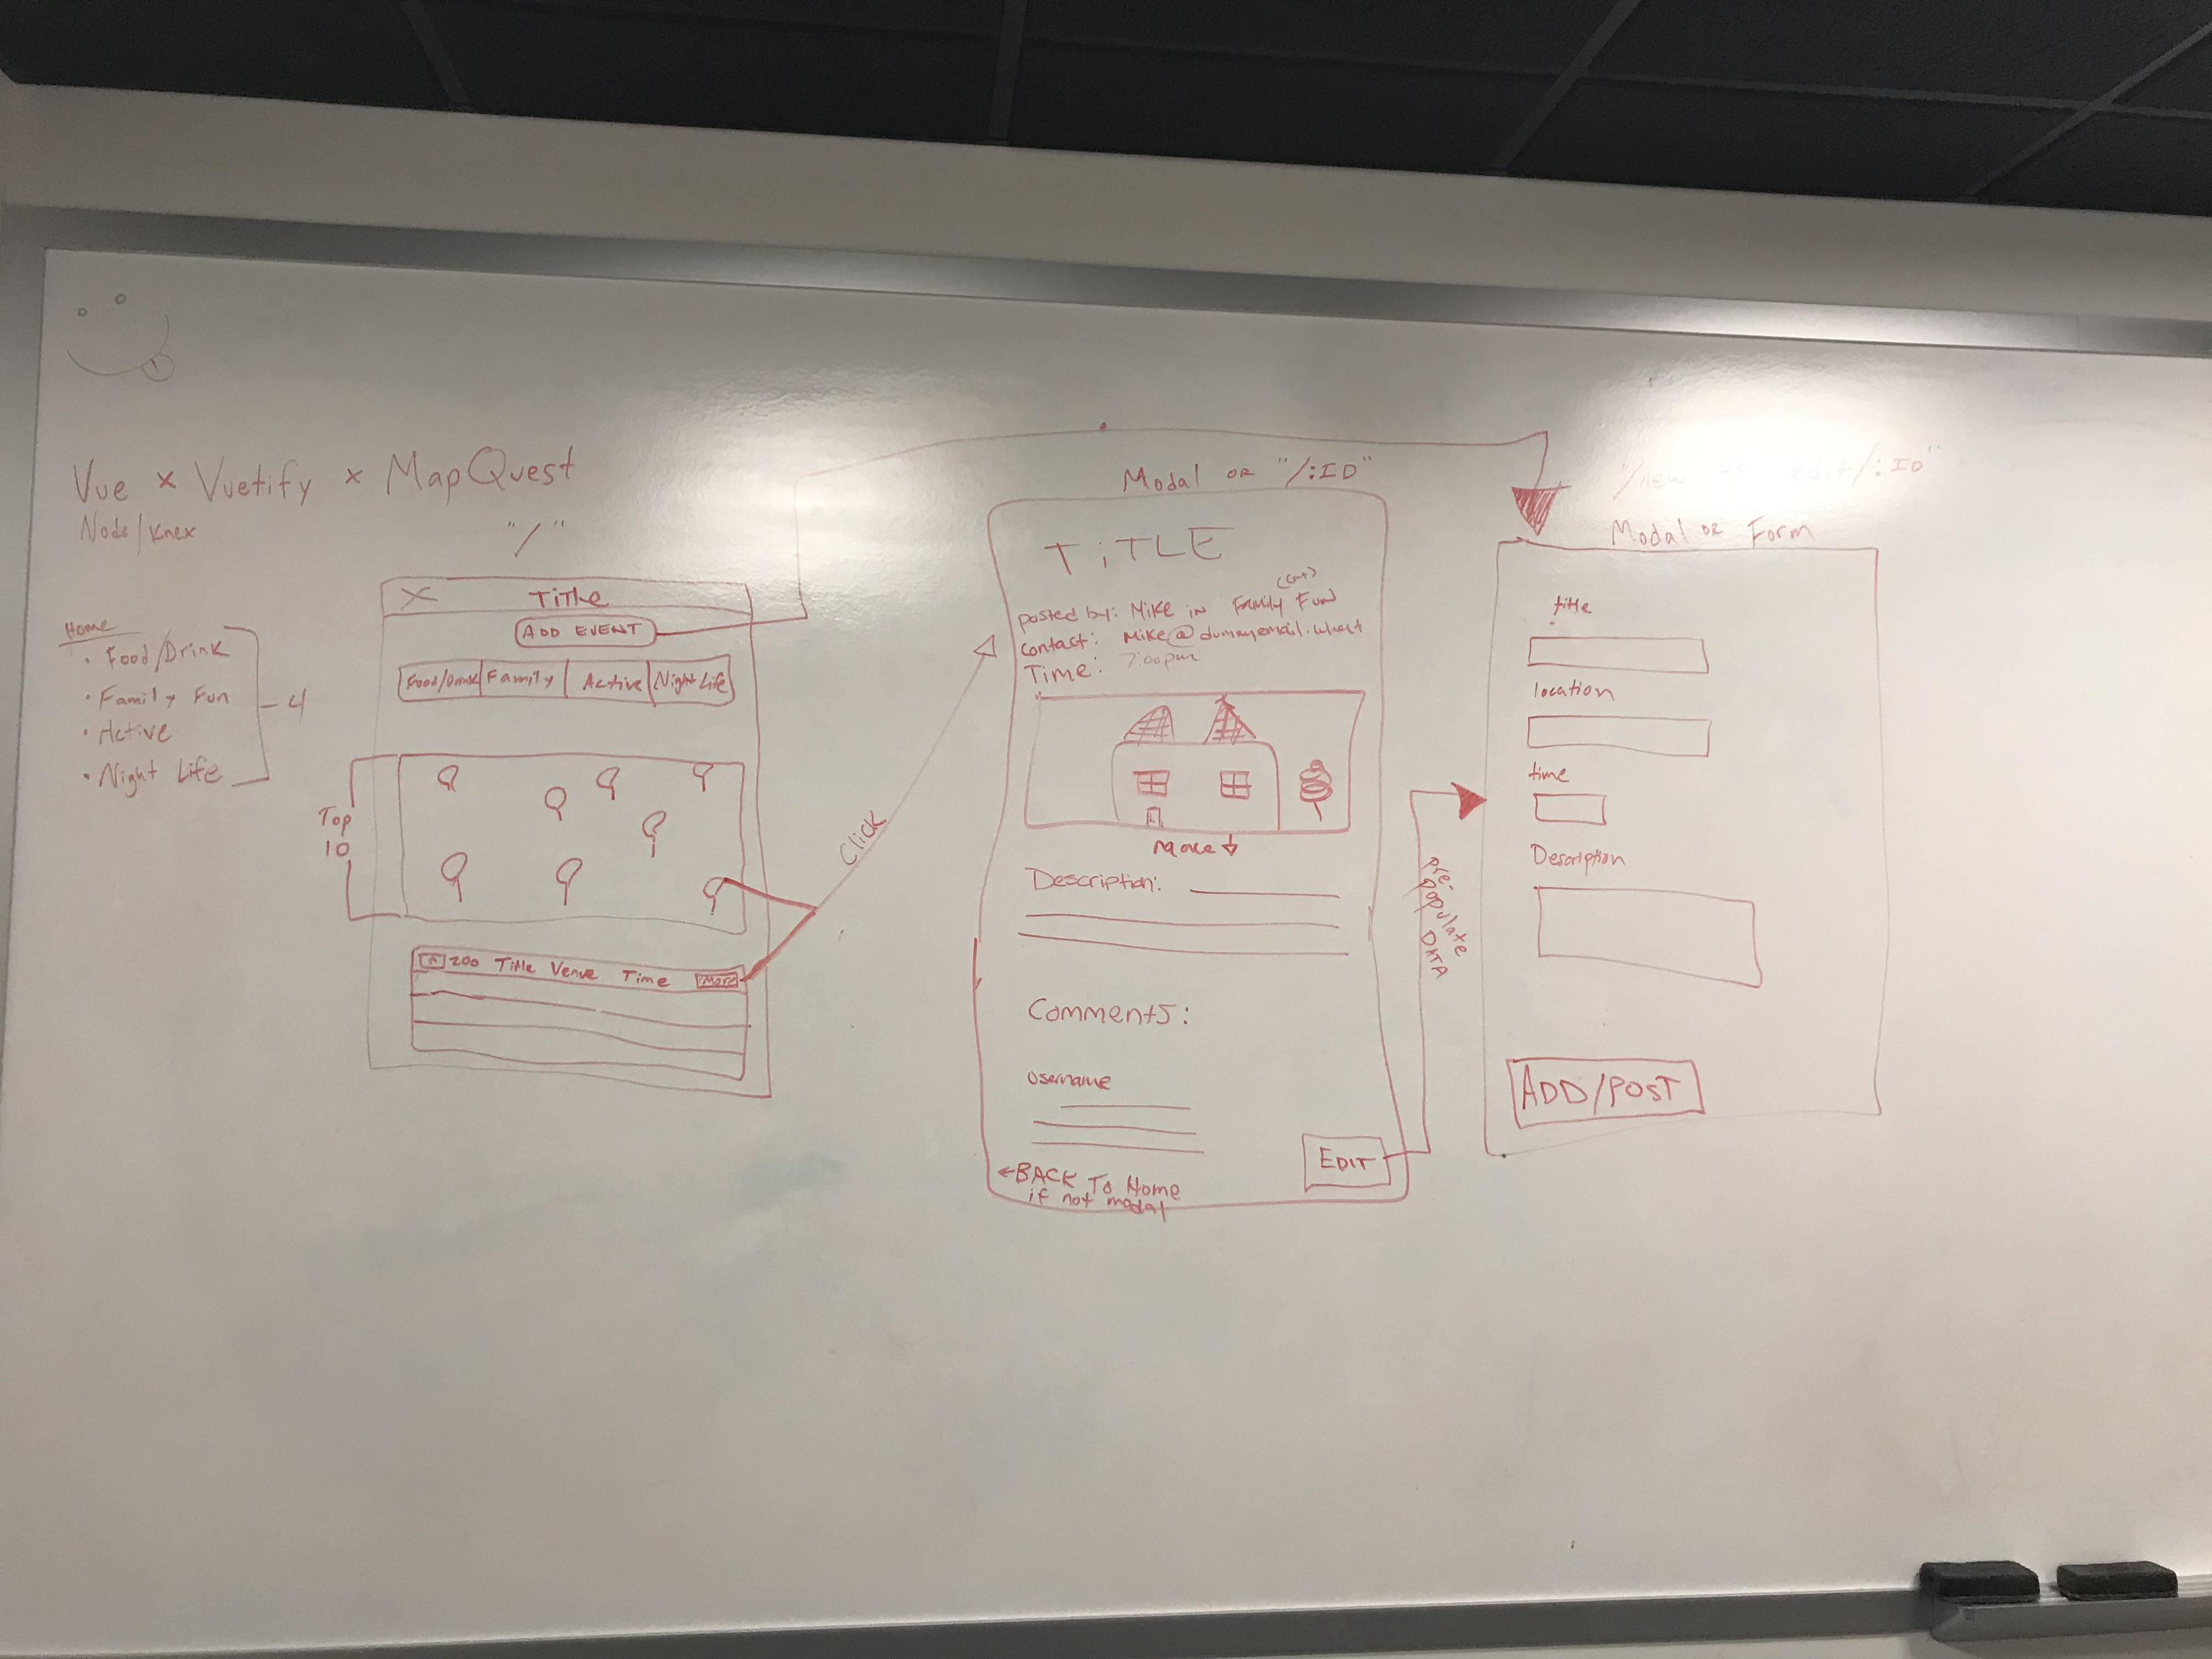 Vue x Vuetify x MapQuest
Node/Knex
Home
• Food/Drink
• Family Fun
• Active
• Night Life
4
"/"
X Title
ADD EVENT
Food/Drink Family Active Night Life
Top
10
200 Title Venue Time More
Click
Modal OR "/:ID"
TiTLE
(Cat)
posted by: Mike in Family Fun
contact: Mike@dummyemail.what
Time: 7:00pm
More ↓
Description:
Comments:
Username
←BACK To Home
if not modal
EDIT
pre-
populate
DATA
"/new or edit/:ID"
Modal OR Form
title
location
time
Description
ADD/POST